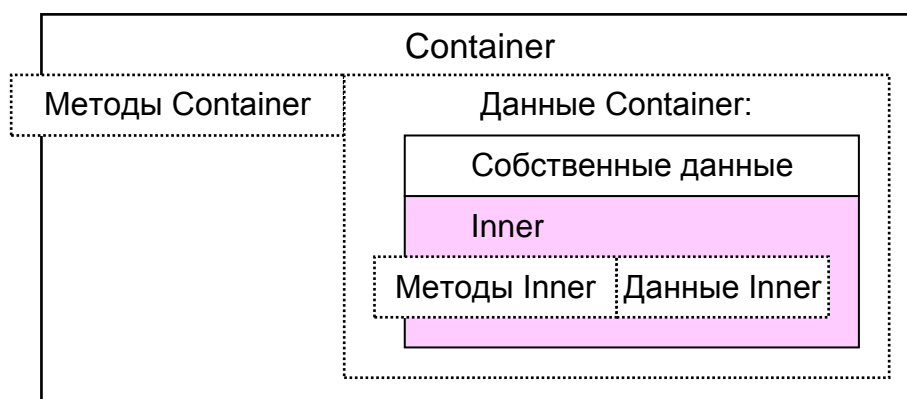 Container
Методы Container
Данные Container:
Собственные данные
Inner
Методы Inner
Данные Inner